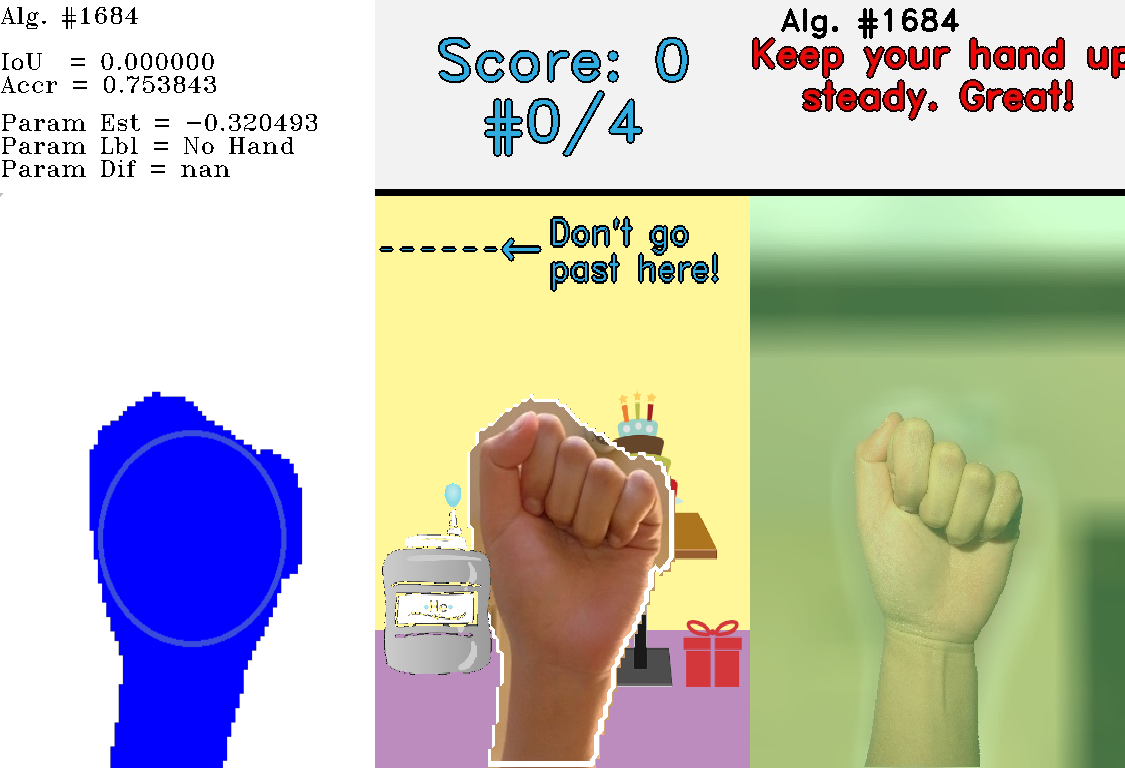 Alg. #1684
IoU = 0.000000
Accr = 0.753843
Param Est = -0.320493
Param Lbl = No Hand
Param Dif = nan
Score: 0
#0/4
Don't go
past here!
Alg. #1684
Keep your hand up
steady. Great!